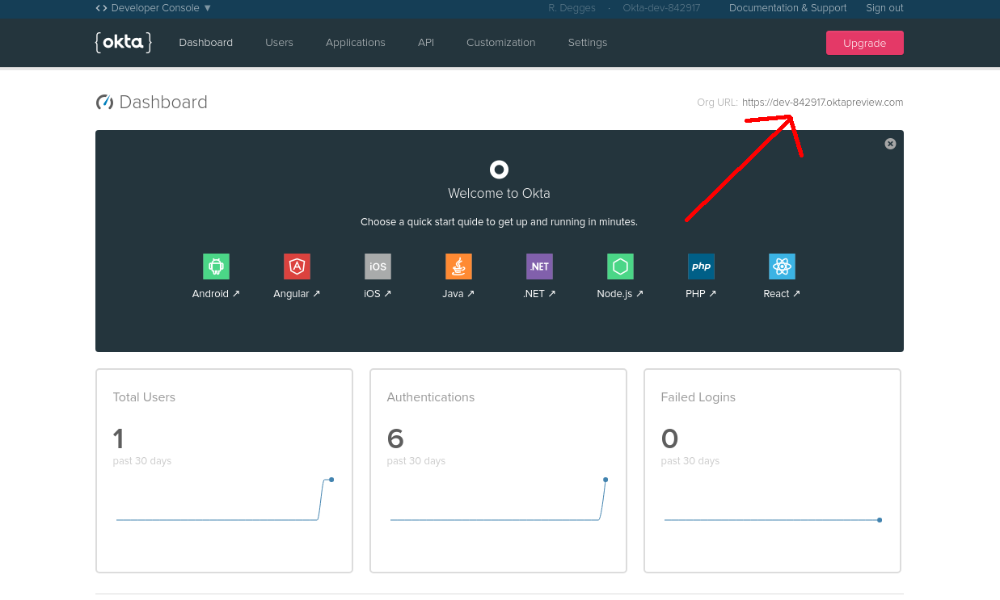 <> Developer Console ▼ R. Degges · Okta-dev-842917 Documentation & Support Sign out
{okta} Dashboard Users Applications API Customization Settings Upgrade
Dashboard Org URL: https://dev-842917.oktapreview.com
Welcome to Okta
Choose a quick start quide to get up and running in minutes.
iOS .NET php
Android ↗ Angular ↗ iOS ↗ Java ↗ .NET ↗ Node.js ↗ PHP ↗ React ↗
Total Users Authentications Failed Logins
1 6 0
past 30 days past 30 days past 30 days